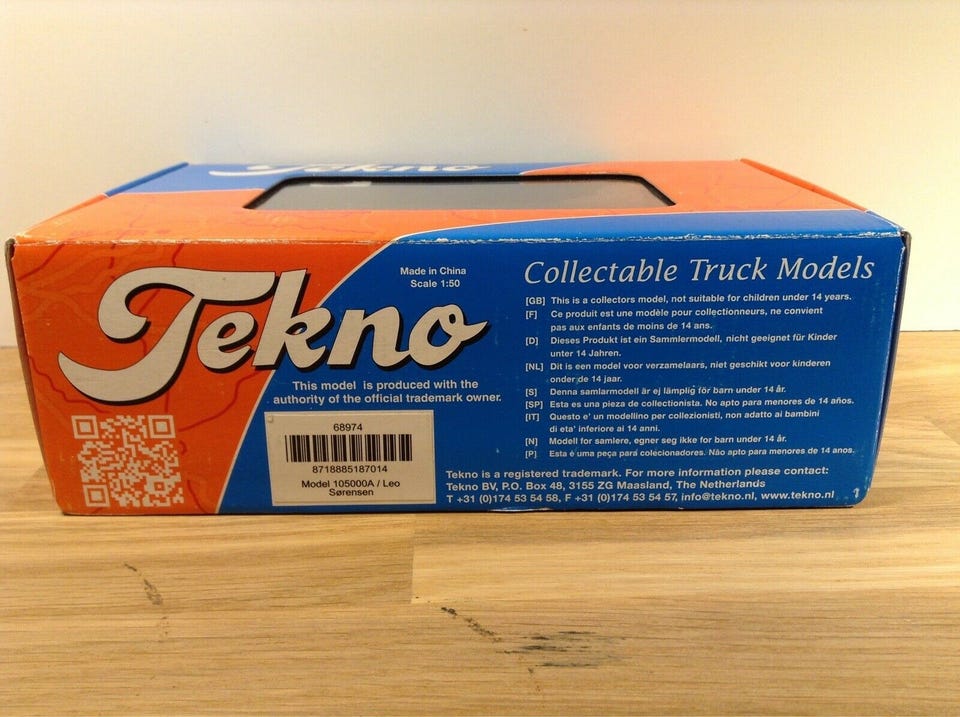 Tekno
Tekno
Made in China
Scale 1:50
This model is produced with the
authority of the official trademark owner.
68974
8718885187014
Model 105000A / Leo
Sørensen
Collectable Truck Models
[GB] This is a collectors model, not suitable for children under 14 years.
[F] Ce produit est une modèle pour collectionneurs, ne convient
pas aux enfants de moins de 14 ans.
[D] Dieses Produkt ist ein Sammlermodell, nicht geeignet für Kinder
unter 14 Jahren.
[NL] Dit is een model voor verzamelaars, niet geschikt voor kinderen
onder de 14 jaar.
[S] Denna samlarmodell är ej lämplig för barn under 14 år.
[SP] Esta es una pieza de collectionista. No apto para menores de 14 años.
[IT] Questo e' un modellino per collezionisti, non adatto ai bambini
di eta' inferiore ai 14 anni.
[N] Modell for samlere, egner seg ikke for barn under 14 år.
[P] Esta é uma peça para colecionadores. Não apto para menores de 14 anos.
Tekno is a registered trademark. For more information please contact:
Tekno BV, P.O. Box 48, 3155 ZG Maasland, The Netherlands
T +31 (0)174 53 54 58, F +31 (0)174 53 54 57, info@tekno.nl, www.tekno.nl
1